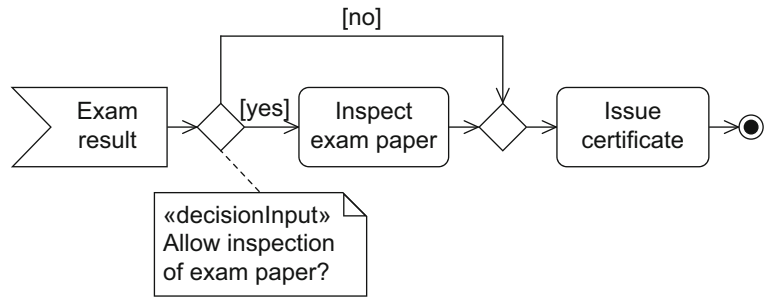 [no]
Exam
result
[yes]
Inspect
exam paper
Issue
certificate
«decisionInput»
Allow inspection
of exam paper?